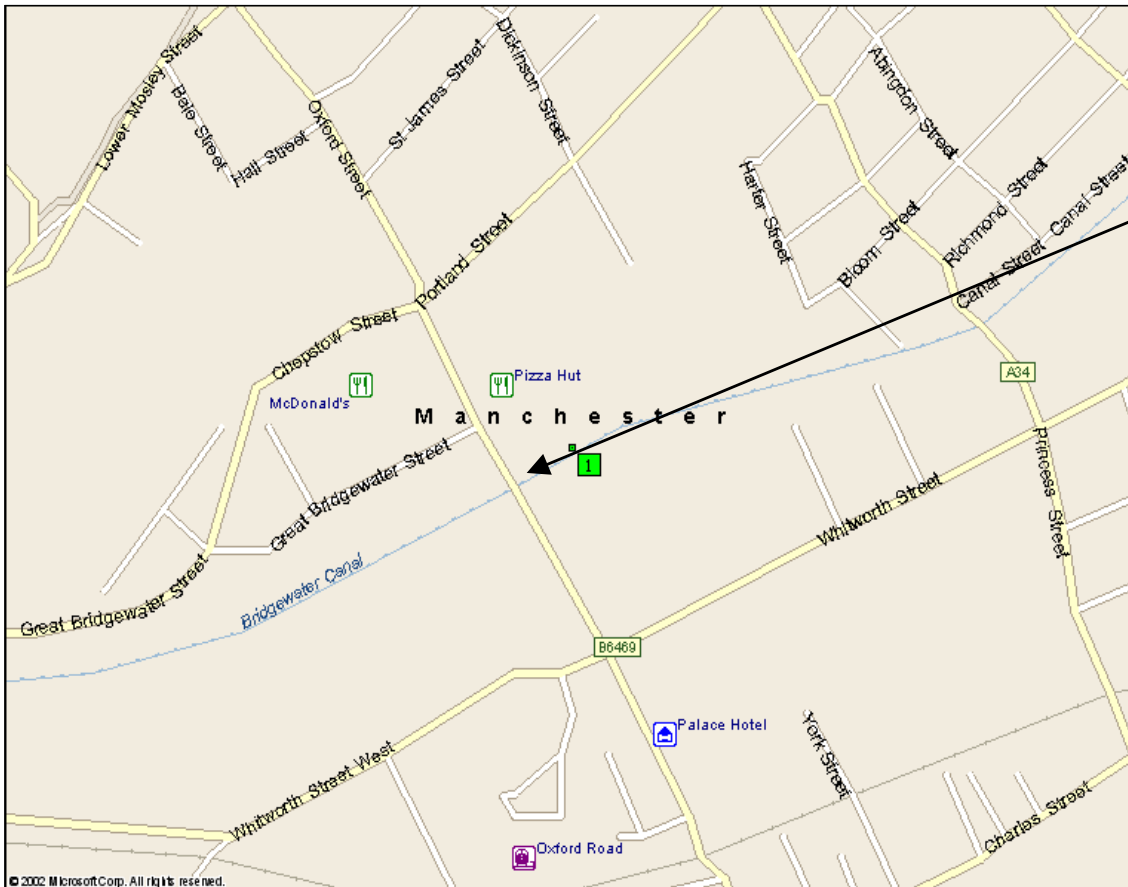 Lower Mosley Street
Bale Street
Hall Street
Oxford Street
St James Street
Dickinson Street
Portland Street
Abingdon Street
Harter Street
Bloom Street
Richmond Street
Canal Street
Canal Street
Chepstow Street
McDonald's
Pizza Hut
Manchester
A34
1
Great Bridgewater Street
Great Bridgewater Street
Bridgewater Canal
Whitworth Street
Princess Street
B6469
Palace Hotel
York Street
Whitworth Street West
Oxford Road
Charles Street
© 2002 Microsoft Corp. All rights reserved.